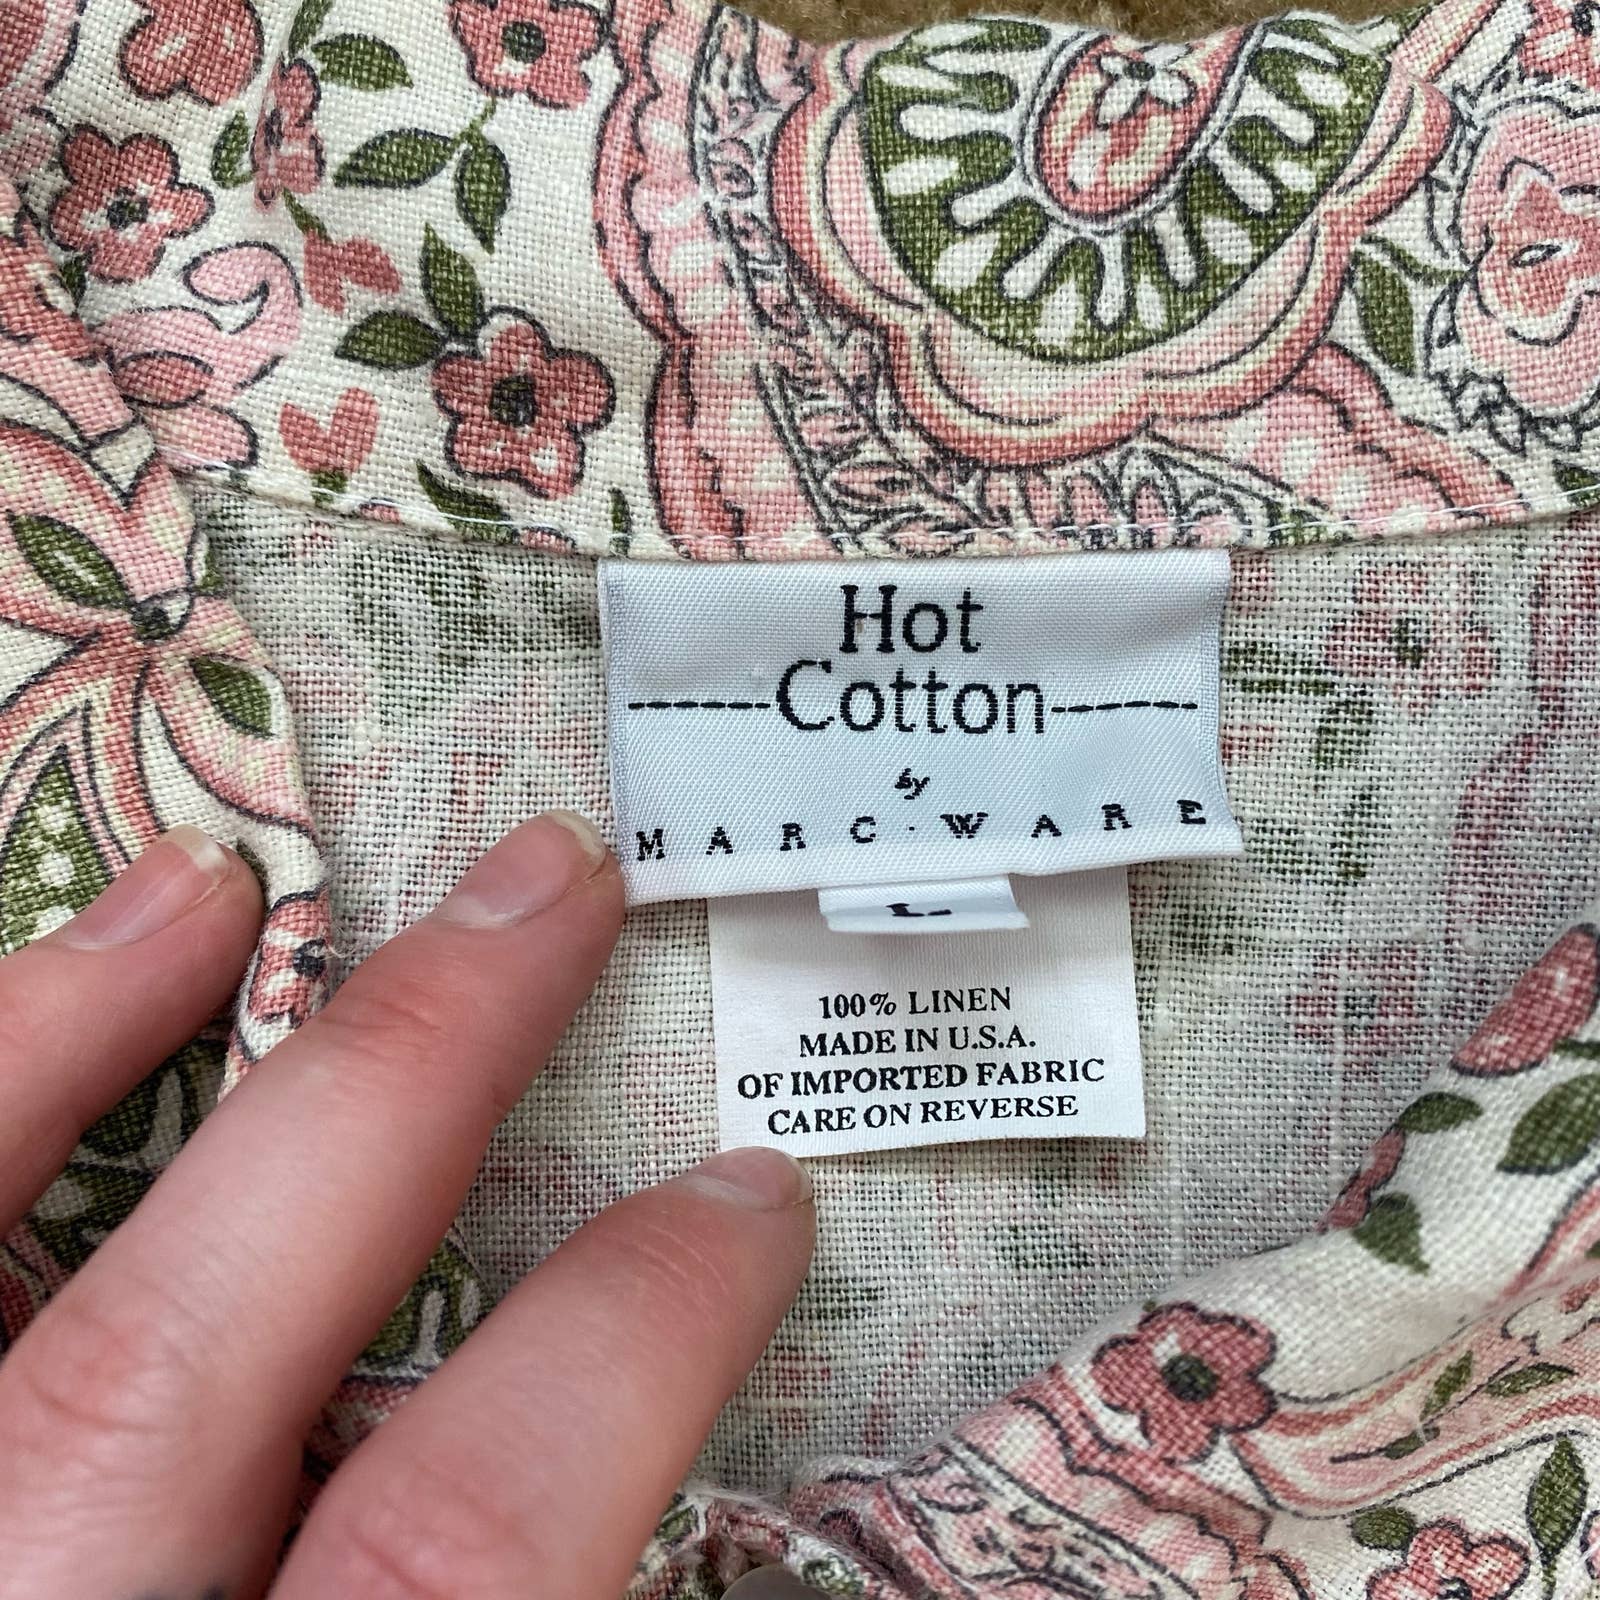 Hot
------Cotton------
by
MARC·WARE
L
100% LINEN
MADE IN U.S.A.
OF IMPORTED FABRIC
CARE ON REVERSE